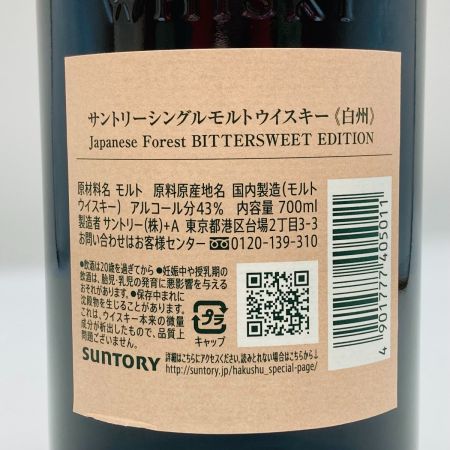 WHISKY
サントリーシングルモルトウイスキー《白州》
Japanese Forest BITTERSWEET EDITION
原材料名 モルト 原料原産地名 国内製造(モルト
ウイスキー) アルコール分43% 内容量 700ml
製造者 サントリー(株)+A 東京都港区台場2丁目3-3
お問い合わせはお客様センター 0120-139-310
●飲酒は20歳を過ぎてから ●妊娠中や授乳期の
飲酒は、胎児・乳児の発育に悪影響を与える
おそれがあります。●保存中まれに
沈殿物を生じることがあります。
これは、ウイスキー本来の微量
成分が析出したもので、品質上
問題ございません。
プラ
キャップ
SUNTORY
詳細はこちらにアクセスください。読みとれない場合はこちらから↓
http://suntory.jp/hakushu_special-page/
4 901777 405011